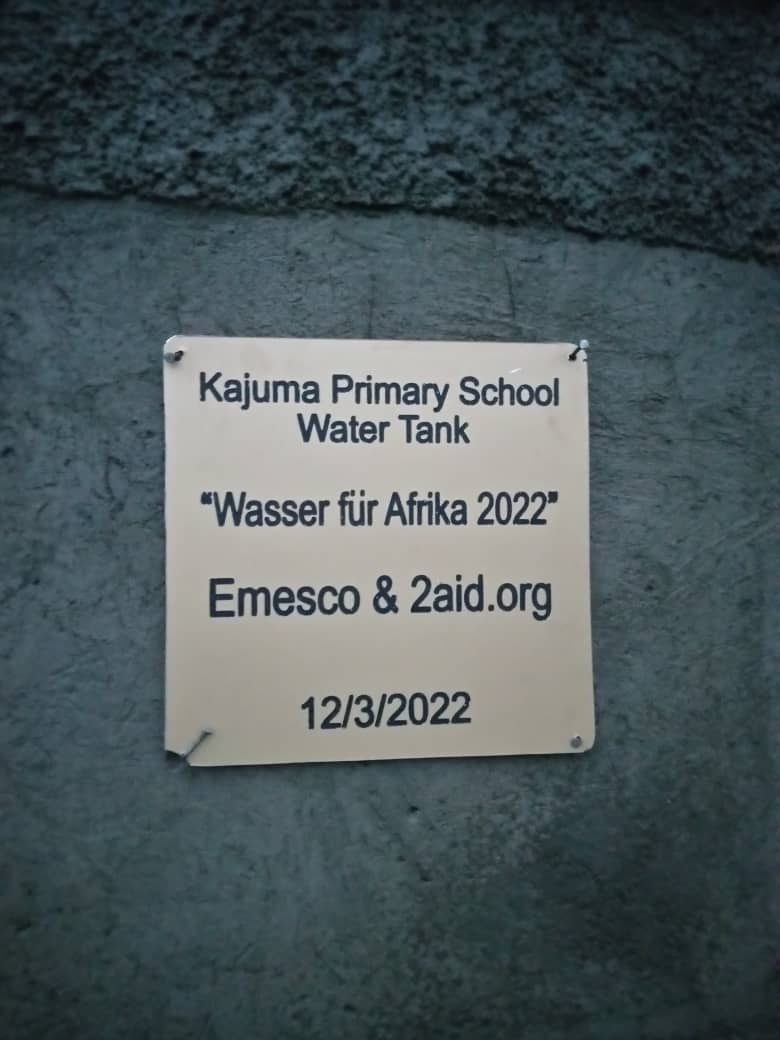 Kajuma Primary School
Water Tank
“Wasser für Afrika 2022”
Emesco & 2aid.org
12/3/2022